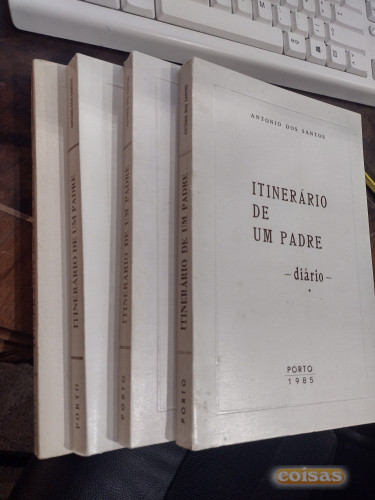 ANTONIO DOS SANTOS
ITINERÁRIO
DE
UM PADRE
—diário—
*
PORTO
1985
ITINERÁRIO DE UM PADRE
PORTO
ITINERÁRIO DE UM PADRE
PORTO
ITINERÁRIO DE UM PADRE
PORTO
coisas